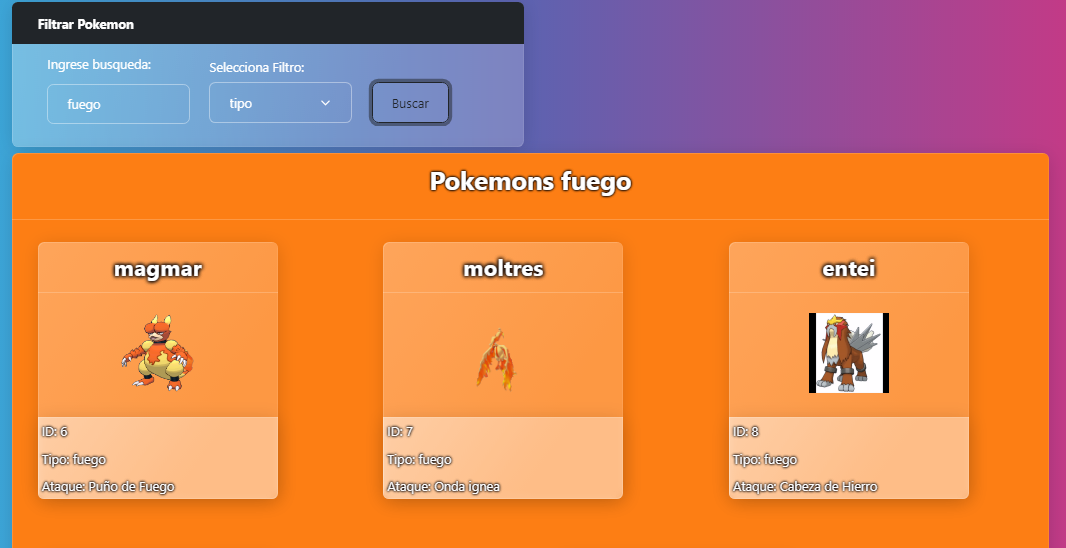 Filtrar Pokemon
Ingrese busqueda:
Selecciona Filtro:
fuego
tipo
Buscar
Pokemons fuego
magmar
moltres
entei
ID: 6
ID: 7
ID: 8
Tipo: fuego
Tipo: fuego
Tipo: fuego
Ataque: Puño de Fuego
Ataque: Onda ignea
Ataque: Cabeza de Hierro